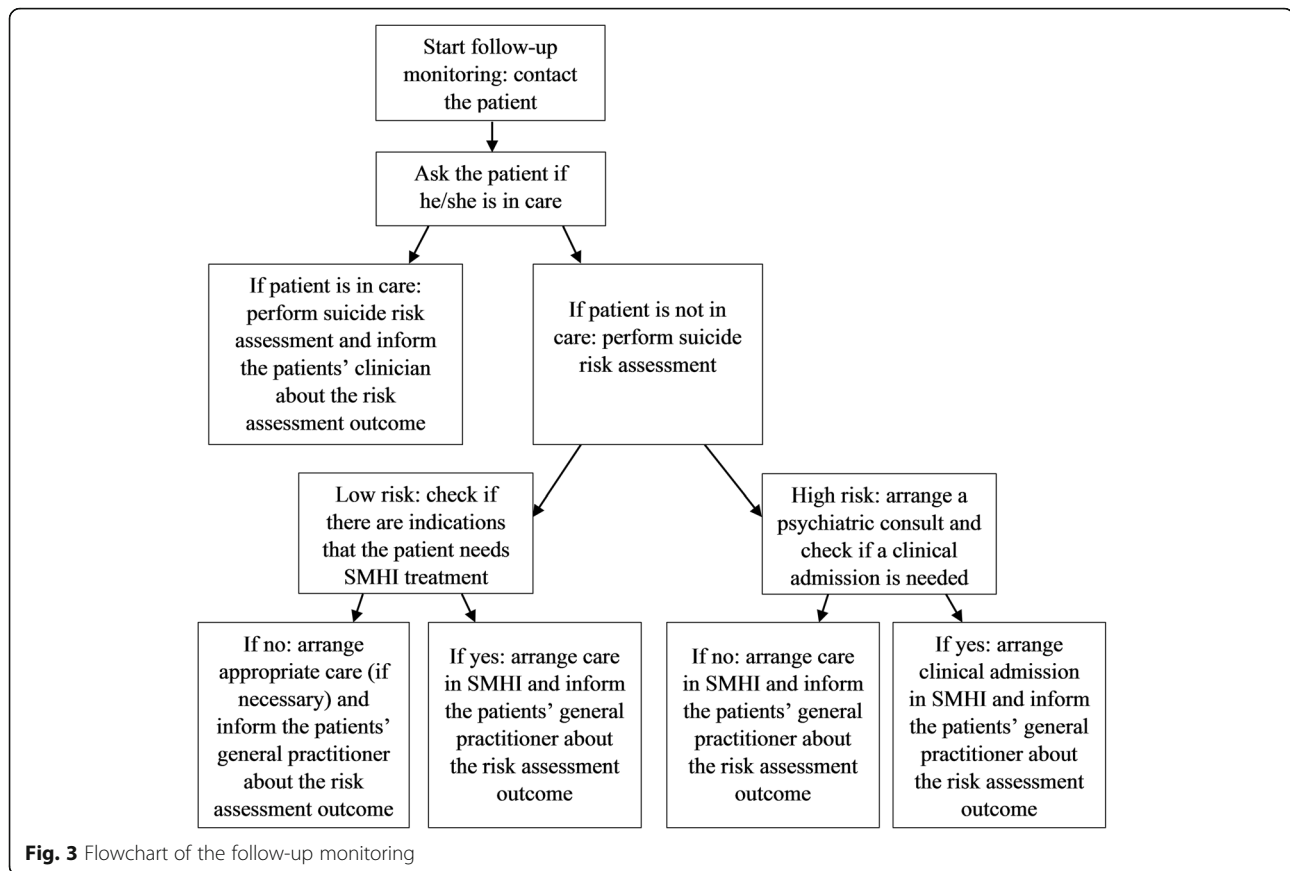 Start follow-up
monitoring: contact
the patient
Ask the patient if
he/she is in care
If patient is in care:
perform suicide risk
assessment and inform
the patients’ clinician
about the risk
assessment outcome
If patient is not in
care: perform suicide
risk assessment
Low risk: check if
there are indications
that the patient needs
SMHI treatment
High risk: arrange a
psychiatric consult and
check if a clinical
admission is needed
If no: arrange
appropriate care (if
necessary) and
inform the patients’
general practitioner
about the risk
assessment outcome
If yes: arrange care
in SMHI and inform
the patients’ general
practitioner about
the risk assessment
outcome
If no: arrange care
in SMHI and inform
the patients’ general
practitioner about
the risk assessment
outcome
If yes: arrange
clinical admission
in SMHI and inform
the patients’ general
practitioner about
the risk assessment
outcome
Fig. 3 Flowchart of the follow-up monitoring